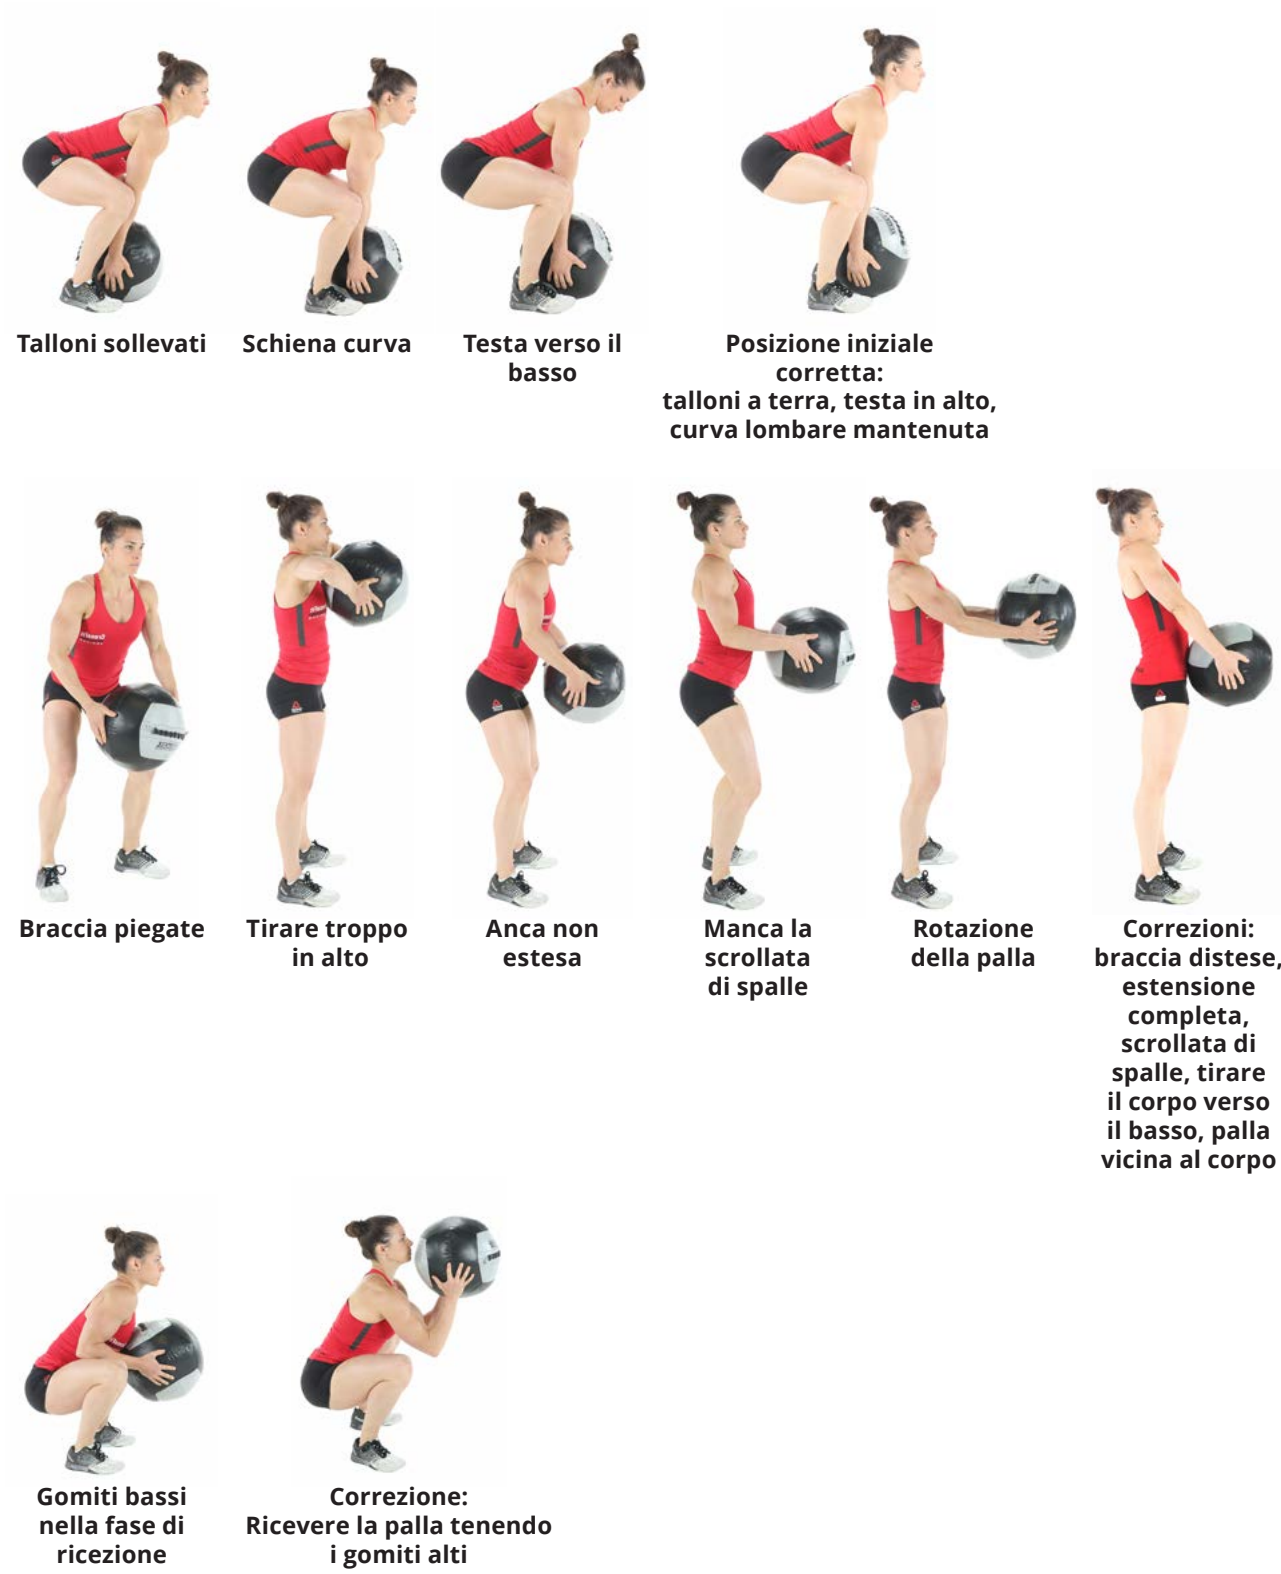 Talloni sollevati
Schiena curva
Testa verso il
basso
Posizione iniziale
corretta:
talloni a terra, testa in alto,
curva lombare mantenuta
Braccia piegate
Tirare troppo
in alto
Anca non
estesa
Manca la
scrollata
di spalle
Rotazione
della palla
Correzioni:
braccia distese,
estensione
completa,
scrollata di
spalle, tirare
il corpo verso
il basso, palla
vicina al corpo
Gomiti bassi
nella fase di
ricezione
Correzione:
Ricevere la palla tenendo
i gomiti alti